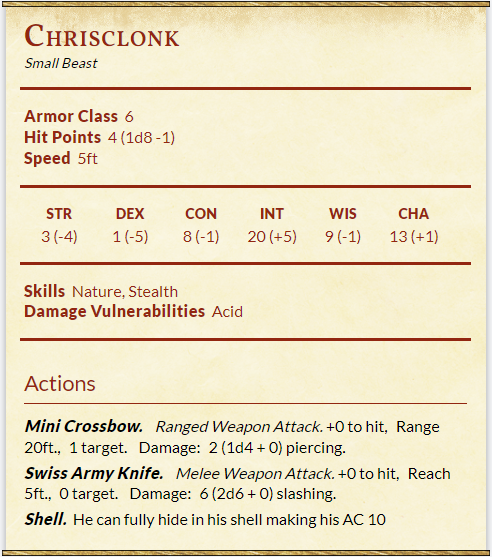 Chrisclonk
Small Beast
Armor Class 6
Hit Points 4 (1d8 -1)
Speed 5ft
STR DEX CON INT WIS CHA
3 (-4) 1 (-5) 8 (-1) 20 (+5) 9 (-1) 13 (+1)
Skills Nature, Stealth
Damage Vulnerabilities Acid
Actions
Mini Crossbow. Ranged Weapon Attack. +0 to hit, Range
20ft., 1 target. Damage: 2 (1d4 + 0) piercing.
Swiss Army Knife. Melee Weapon Attack. +0 to hit, Reach
5ft., 0 target. Damage: 6 (2d6 + 0) slashing.
Shell. He can fully hide in his shell making his AC 10